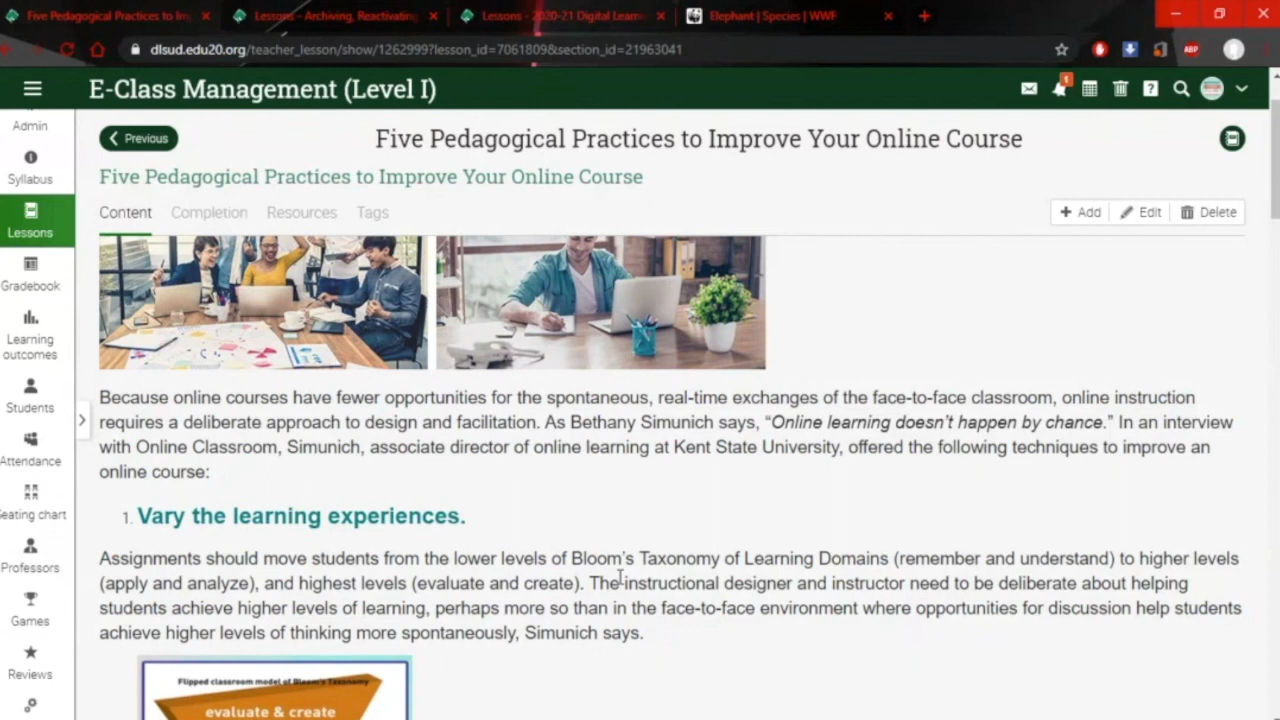 Five Pedagogical Practices to Im
Lessons - Archiving, Reactivating
Lessons - 2020-21 Digital Learn
Elephant | Species | WWF
dlsud.edu20.org/teacher_lesson/show/1262999?lesson_id=7061809&section_id=21963041
ABP
E-Class Management (Level I)
1
Admin
Syllabus
Lessons
Gradebook
Learning
outcomes
Students
Attendance
Seating chart
Professors
Games
Reviews
Previous
Five Pedagogical Practices to Improve Your Online Course
Five Pedagogical Practices to Improve Your Online Course
Content Completion Resources Tags
Add Edit Delete
Because online courses have fewer opportunities for the spontaneous, real-time exchanges of the face-to-face classroom, online instruction
requires a deliberate approach to design and facilitation. As Bethany Simunich says, “Online learning doesn’t happen by chance.” In an interview
with Online Classroom, Simunich, associate director of online learning at Kent State University, offered the following techniques to improve an
online course:
1. Vary the learning experiences.
Assignments should move students from the lower levels of Bloom’s Taxonomy of Learning Domains (remember and understand) to higher levels
(apply and analyze), and highest levels (evaluate and create). The instructional designer and instructor need to be deliberate about helping
students achieve higher levels of learning, perhaps more so than in the face-to-face environment where opportunities for discussion help students
achieve higher levels of thinking more spontaneously, Simunich says.
Flipped classroom model of Bloom's Taxonomy
evaluate & create